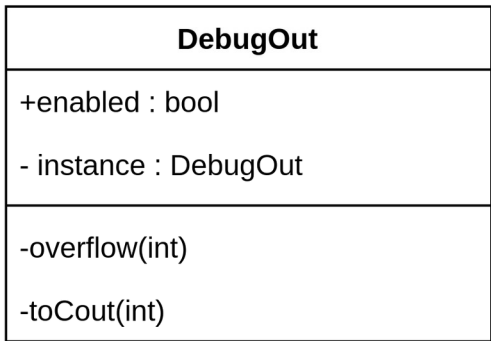 DebugOut
+enabled : bool
- instance : DebugOut
-overflow(int)
-toCout(int)